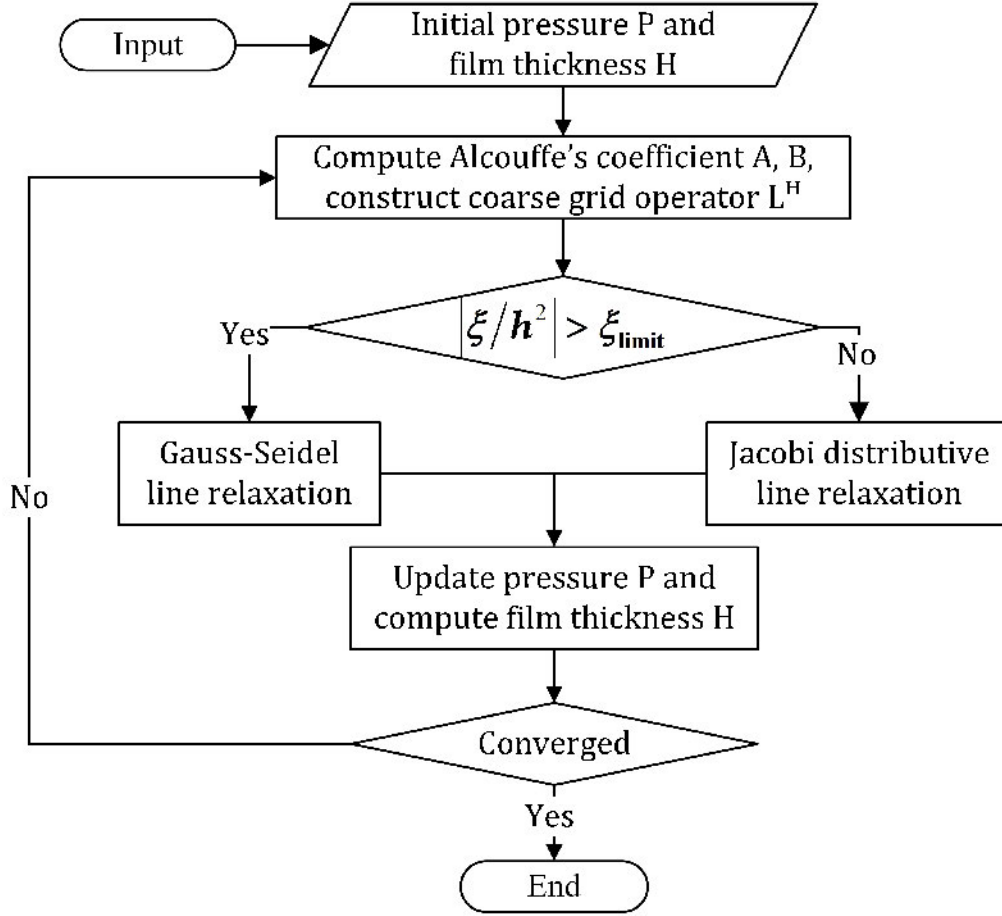 Input
Initial pressure P and
film thickness H
Compute Alcouffe's coefficient A, B,
construct coarse grid operator L^H
|ξ/h²| > ξ_limit
Yes
No
Gauss-Seidel
line relaxation
Jacobi distributive
line relaxation
No
Update pressure P and
compute film thickness H
Converged
Yes
End